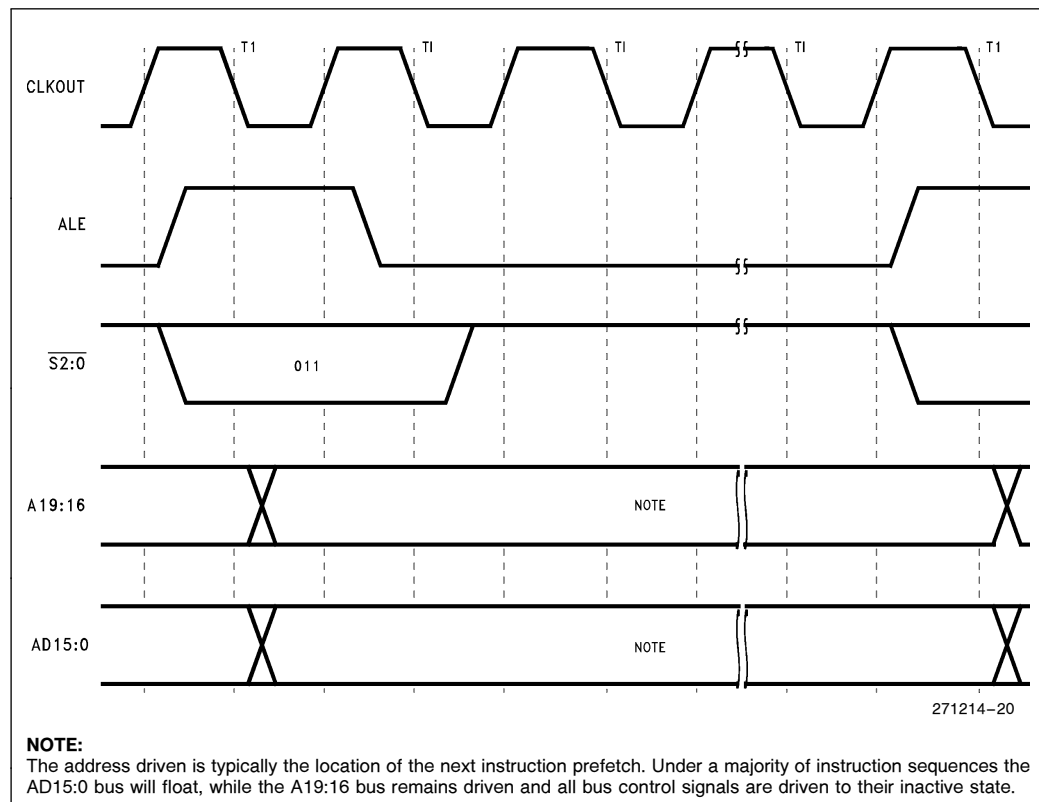 T1 TI TI TI T1
CLKOUT
ALE
S2:0
011
A19:16
NOTE
AD15:0
NOTE
271214–20
NOTE:
The address driven is typically the location of the next instruction prefetch. Under a majority of instruction sequences the
AD15:0 bus will float, while the A19:16 bus remains driven and all bus control signals are driven to their inactive state.